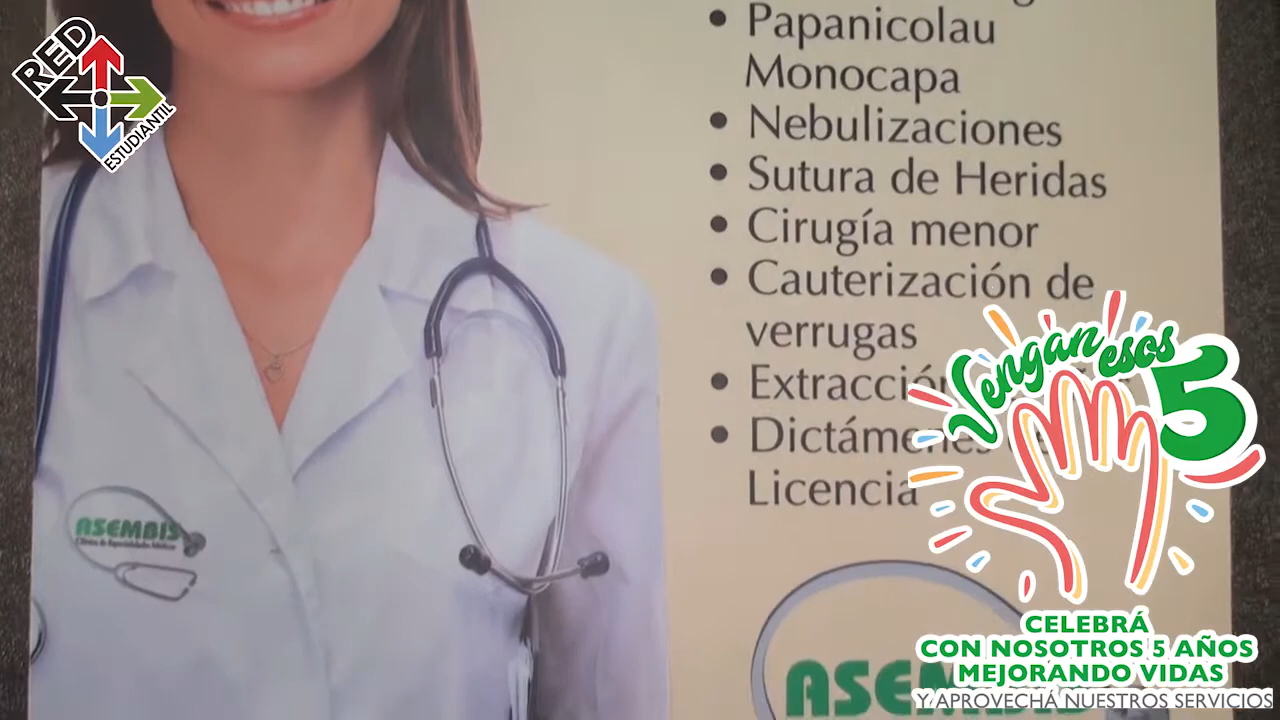 RED
ESTUDIANTIL
• Papanicolau
Monocapa
• Nebulizaciones
• Sutura de Heridas
• Cirugía menor
• Cauterización de
verrugas
• Extracción
• Dictámenes
Licencia
Vengan esos 5
ASEMBIS
CELEBRÁ
CON NOSOTROS 5 AÑOS
MEJORANDO VIDAS
Y APROVECHÁ NUESTROS SERVICIOS
ASEMBIS